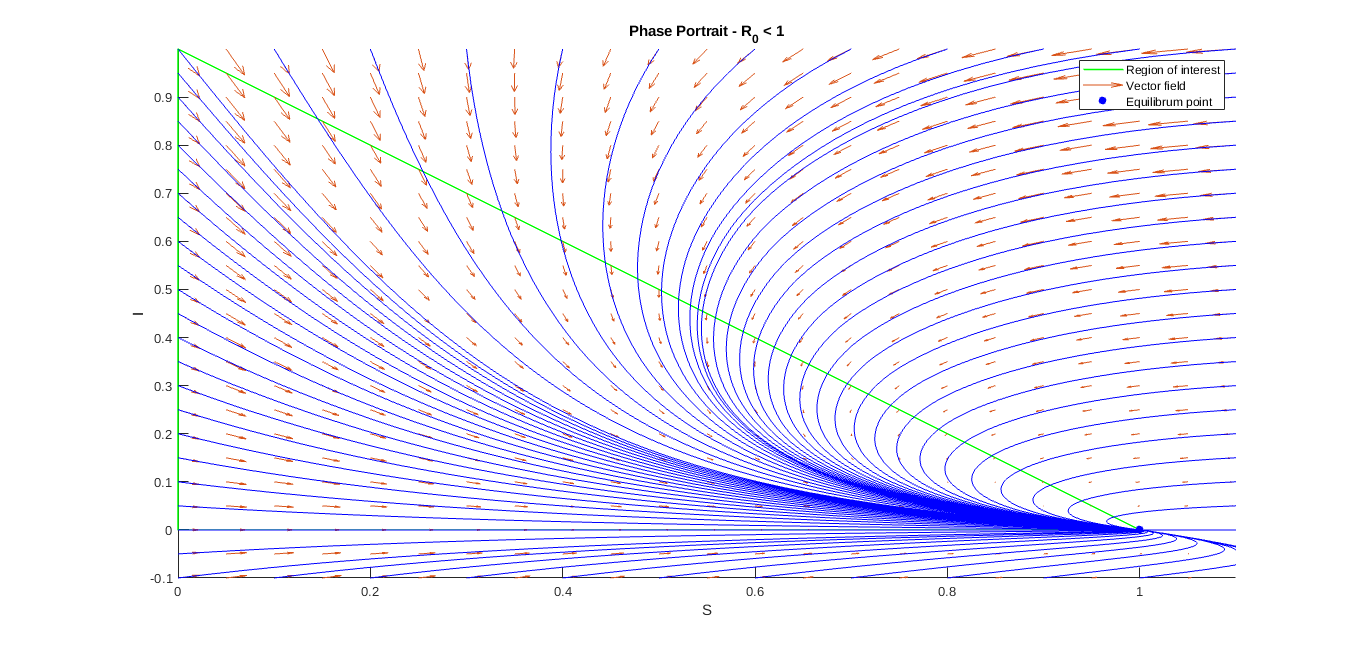 Phase Portrait - R0 < 1
Region of interest
Vector field
Equilibrum point
0.9
0.8
0.7
0.6
0.5
0.4
0.3
0.2
0.1
0
-0.1
I
0
0.2
0.4
0.6
0.8
1
S